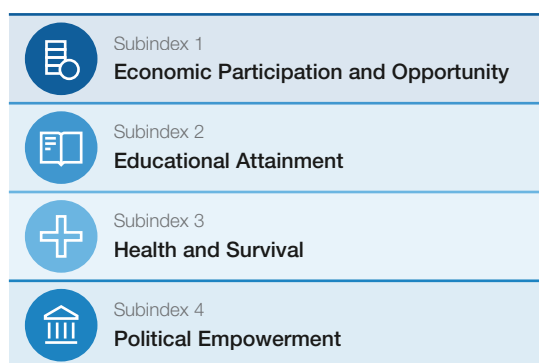 Subindex 1
Economic Participation and Opportunity
Subindex 2
Educational Attainment
Subindex 3
Health and Survival
Subindex 4
Political Empowerment